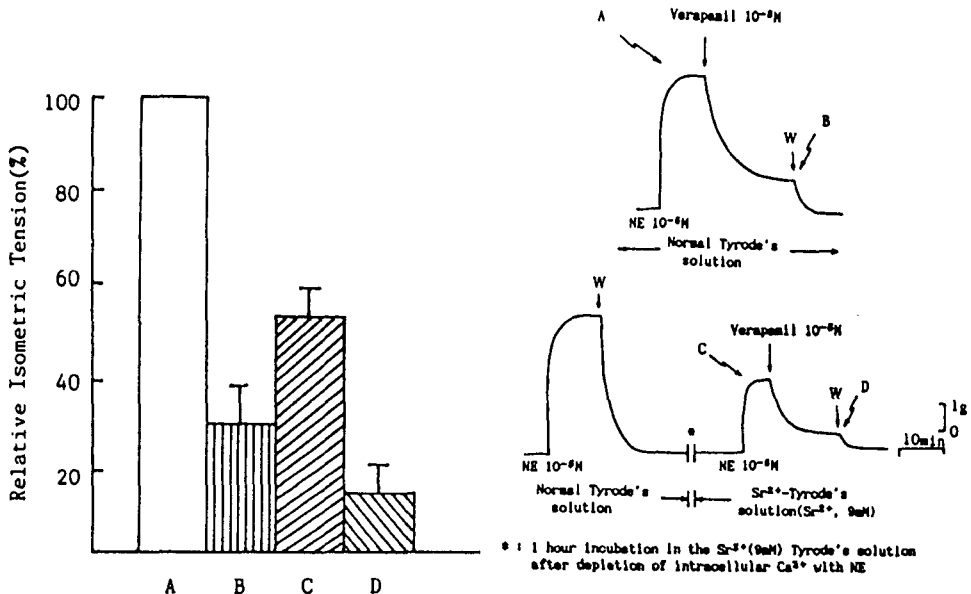 Relative Isometric Tension(%)
100
80
60
40
20
A
B
C
D
A
Verapamil 10⁻⁶M
W
B
NE 10⁻⁶M
Normal Tyrode's
solution
W
Verapamil 10⁻⁶M
C
W
D
*
1g
0
10min
NE 10⁻⁶M
NE 10⁻⁶M
Normal Tyrode's
solution
Sr²⁺-Tyrode's
solution(Sr²⁺, 9mM)
* : 1 hour incubation in the Sr²⁺(9mM) Tyrode's solution
after depletion of intracellular Ca²⁺ with NE